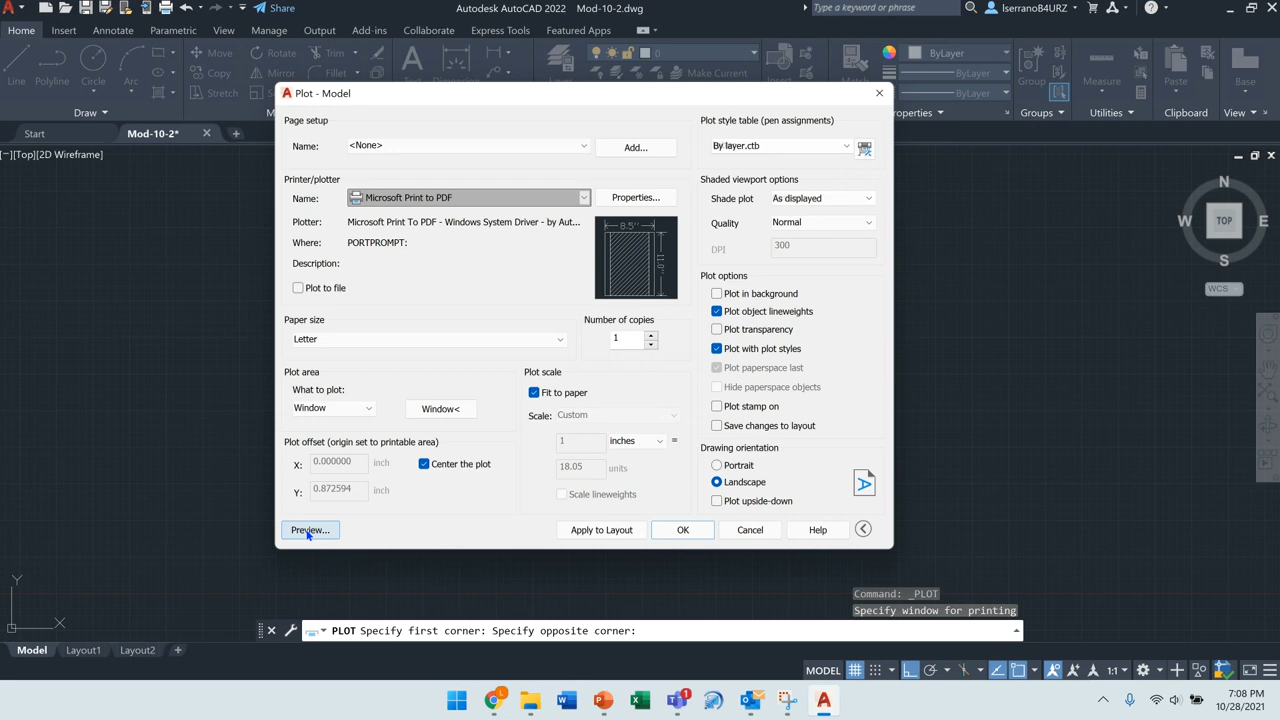 Share
Autodesk AutoCAD 2022 Mod-10-2.dwg
Type a keyword or phrase
lserranoB4URZ
Home Insert Annotate Parametric View Manage Output Add-ins Collaborate Express Tools Featured Apps
Line Polyline Circle Arc
Move Rotate
Copy Mirror
Stretch
0
Make Current
Insert
Match
ByLayer
ByLayer
ByLayer
Group
Measure
Paste
Base
Draw
Groups Utilities Clipboard View
Start Mod-10-2*
[-][Top][2D Wireframe]
N
W TOP E
S
WCS
Plot - Model
Page setup
Name: <None> Add...
Printer/plotter
Name: Microsoft Print to PDF Properties...
Plotter: Microsoft Print To PDF - Windows System Driver - by Aut...
Where: PORTPROMPT:
Description:
Plot to file
8.5"
11.0"
Paper size
Letter
Number of copies
1
Plot area
What to plot:
Window Window<
Plot scale
Fit to paper
Scale: Custom
1 inches =
18.05 units
Scale lineweights
Plot offset (origin set to printable area)
X: 0.000000 inch
Center the plot
Y: 0.872594 inch
Plot style table (pen assignments)
By layer.ctb
Shaded viewport options
Shade plot As displayed
Quality Normal
DPI 300
Plot options
Plot in background
Plot object lineweights
Plot transparency
Plot with plot styles
Plot paperspace last
Hide paperspace objects
Plot stamp on
Save changes to layout
Drawing orientation
Portrait
Landscape
Plot upside-down
A
Preview... Apply to Layout OK Cancel Help
Y
X
Command: _PLOT
Specify window for printing
PLOT Specify first corner: Specify opposite corner:
Model Layout1 Layout2
MODEL 1:1
7:08 PM
10/28/2021